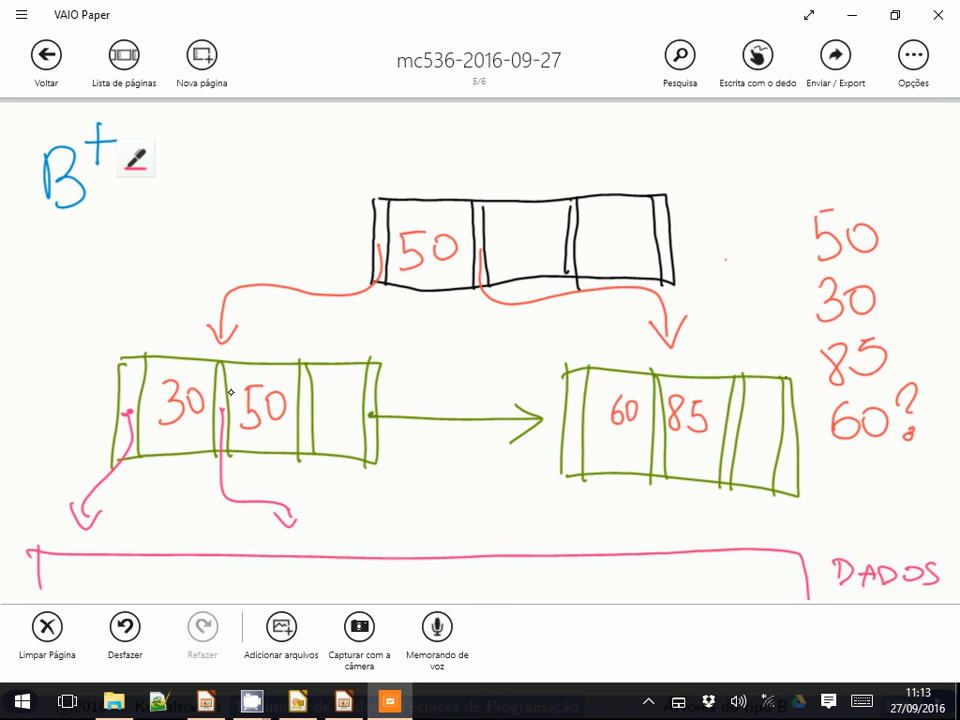 VAIO Paper
Voltar
Lista de páginas
Nova página
mc536-2016-09-27
5/6
Pesquisa
Escrita com o dedo
Enviar / Export
Opções
B+
50
50
30
85
60?
30 50
60 85
DADOS
Limpar Página
Desfazer
Refazer
Adicionar arquivos
Capturar com a
câmera
Memorando de
voz
11:13
27/09/2016